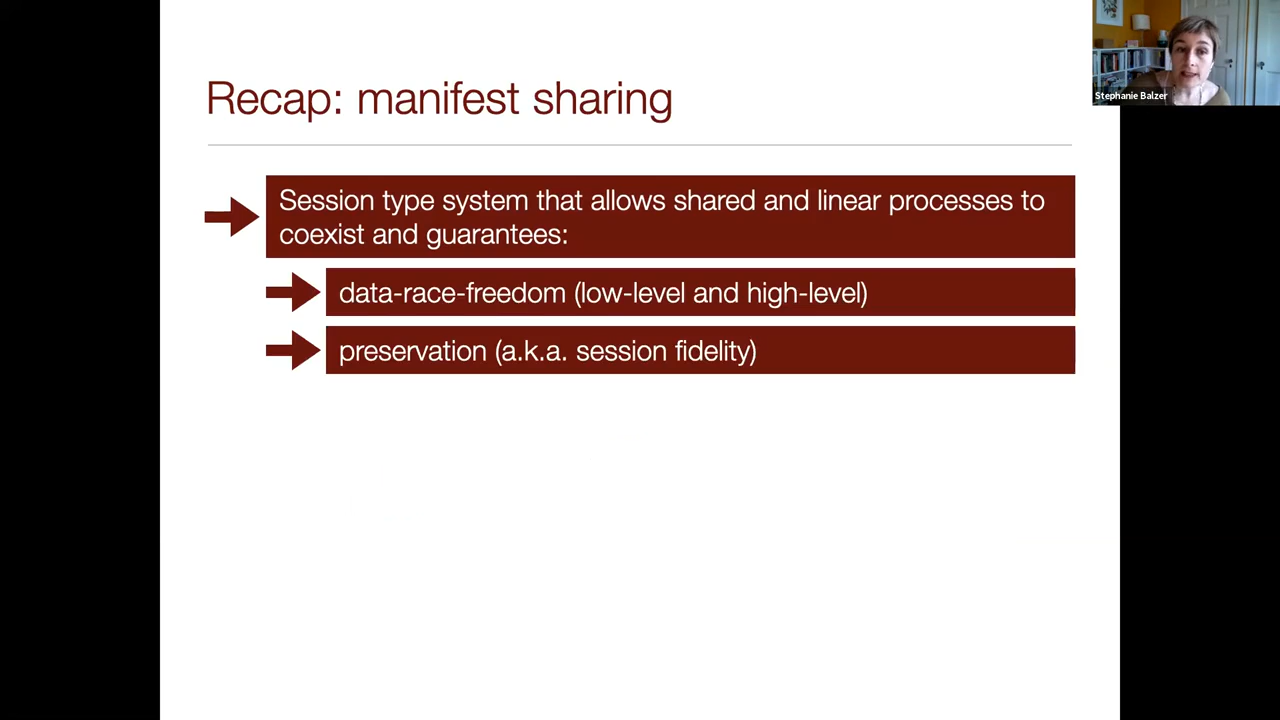 Recap: manifest sharing
Stephanie Balzer
Session type system that allows shared and linear processes to
coexist and guarantees:
data-race-freedom (low-level and high-level)
preservation (a.k.a. session fidelity)